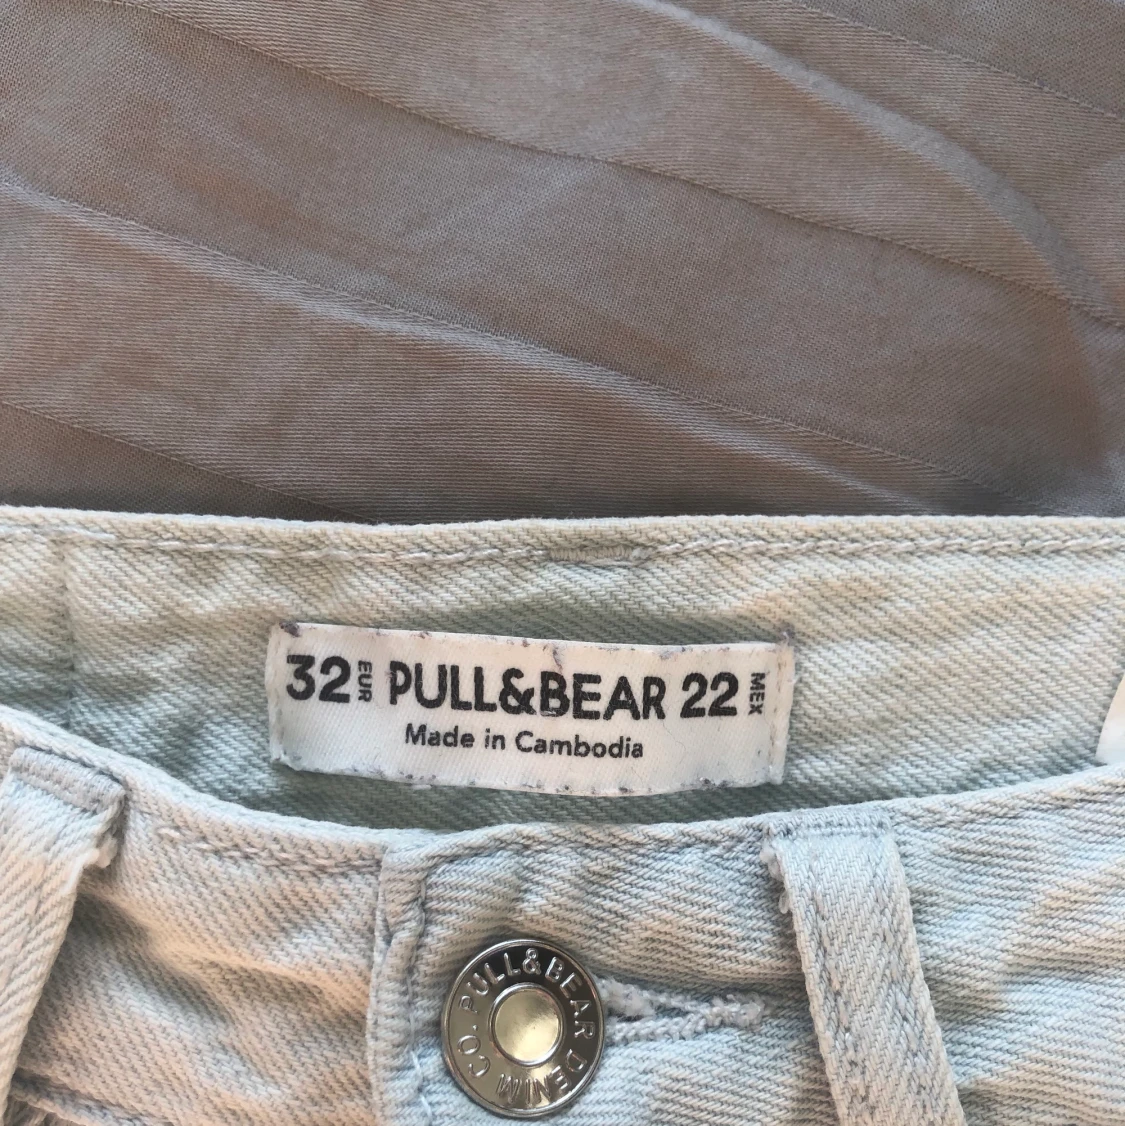 32 EUR PULL&BEAR 22 MEX
Made in Cambodia
PULL&BEAR DENIM CO.